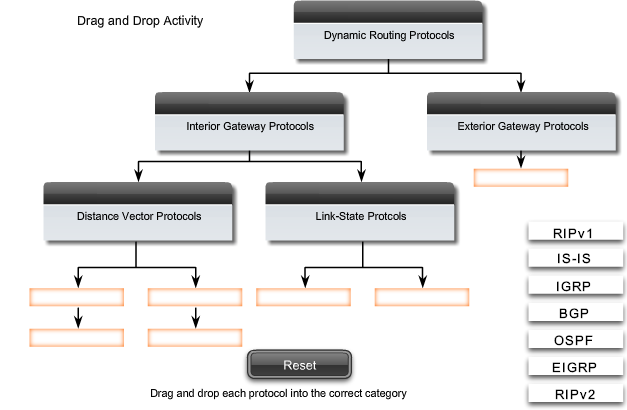 Drag and Drop Activity
Dynamic Routing Protocols
Interior Gateway Protocols
Exterior Gateway Protocols
Distance Vector Protocols
Link-State Protcols
RIPv1
IS-IS
IGRP
BGP
OSPF
EIGRP
RIPv2
Reset
Drag and drop each protocol into the correct category